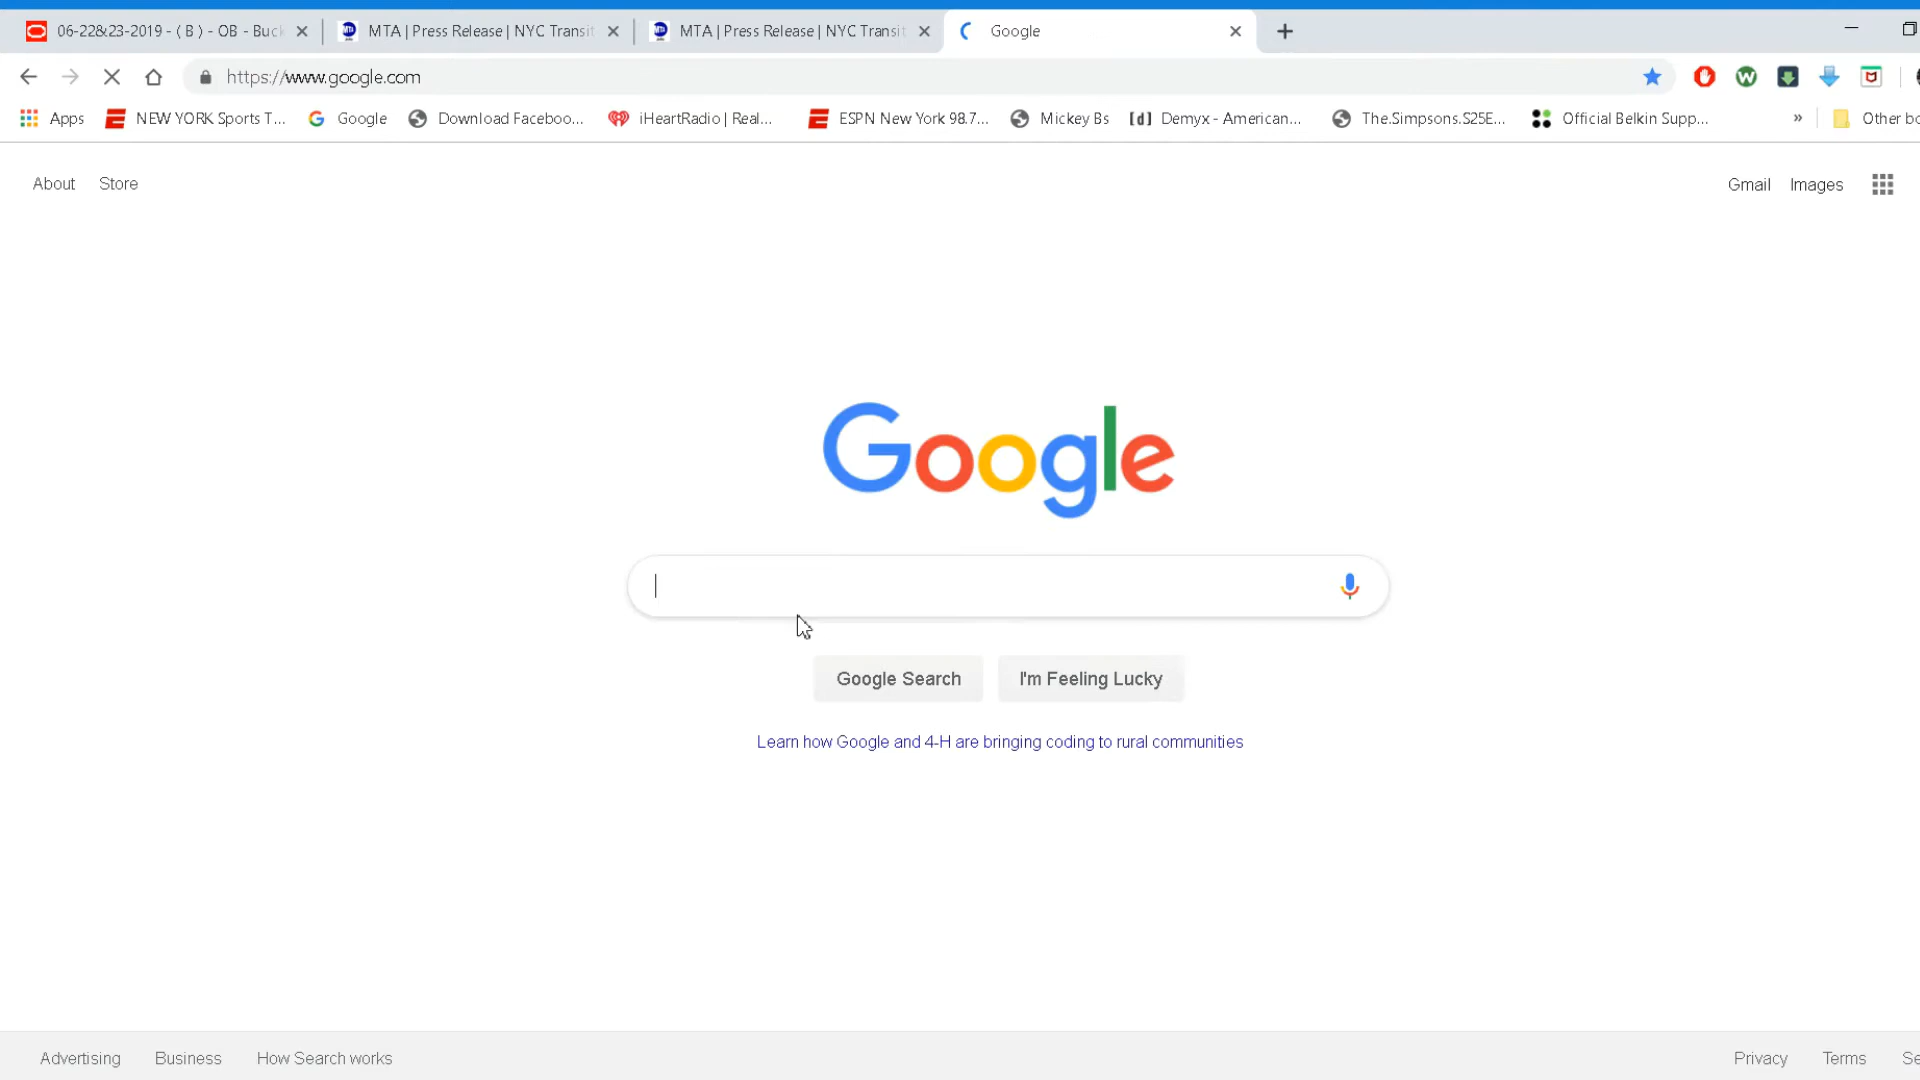 06-22&23-2019 - ( B ) - OB - Buck
MTA | Press Release | NYC Transit
MTA | Press Release | NYC Transit
Google
https://www.google.com
Apps
NEW YORK Sports T...
Google
Download Faceboo...
iHeartRadio | Real...
ESPN New York 98.7...
Mickey Bs
[d] Demyx - American...
The.Simpsons.S25E...
Official Belkin Supp...
»
Other bo
About
Store
Gmail
Images
Google
Google Search
I'm Feeling Lucky
Learn how Google and 4-H are bringing coding to rural communities
Advertising
Business
How Search works
Privacy
Terms
Se